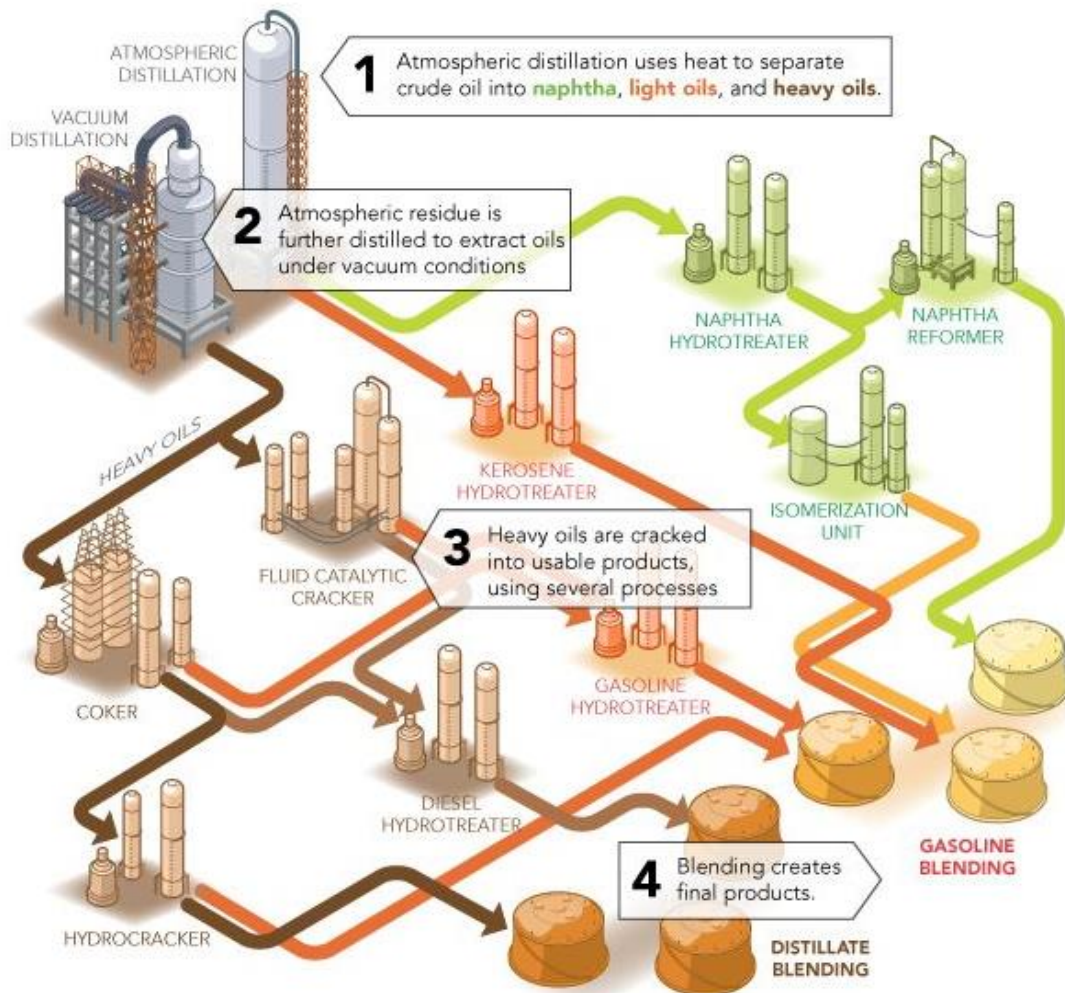 ATMOSPHERIC
DISTILLATION
1
Atmospheric distillation uses heat to separate
crude oil into naphtha, light oils, and heavy oils.
VACUUM
DISTILLATION
2
Atmospheric residue is
further distilled to extract oils
under vacuum conditions
NAPHTHA
HYDROTREATER
NAPHTHA
REFORMER
HEAVY OILS
KEROSENE
HYDROTREATER
ISOMERIZATION
UNIT
FLUID CATALYTIC
CRACKER
3
Heavy oils are cracked
into usable products,
using several processes
COKER
GASOLINE
HYDROTREATER
DIESEL
HYDROTREATER
GASOLINE
BLENDING
4
Blending creates
final products.
HYDROCRACKER
DISTILLATE
BLENDING